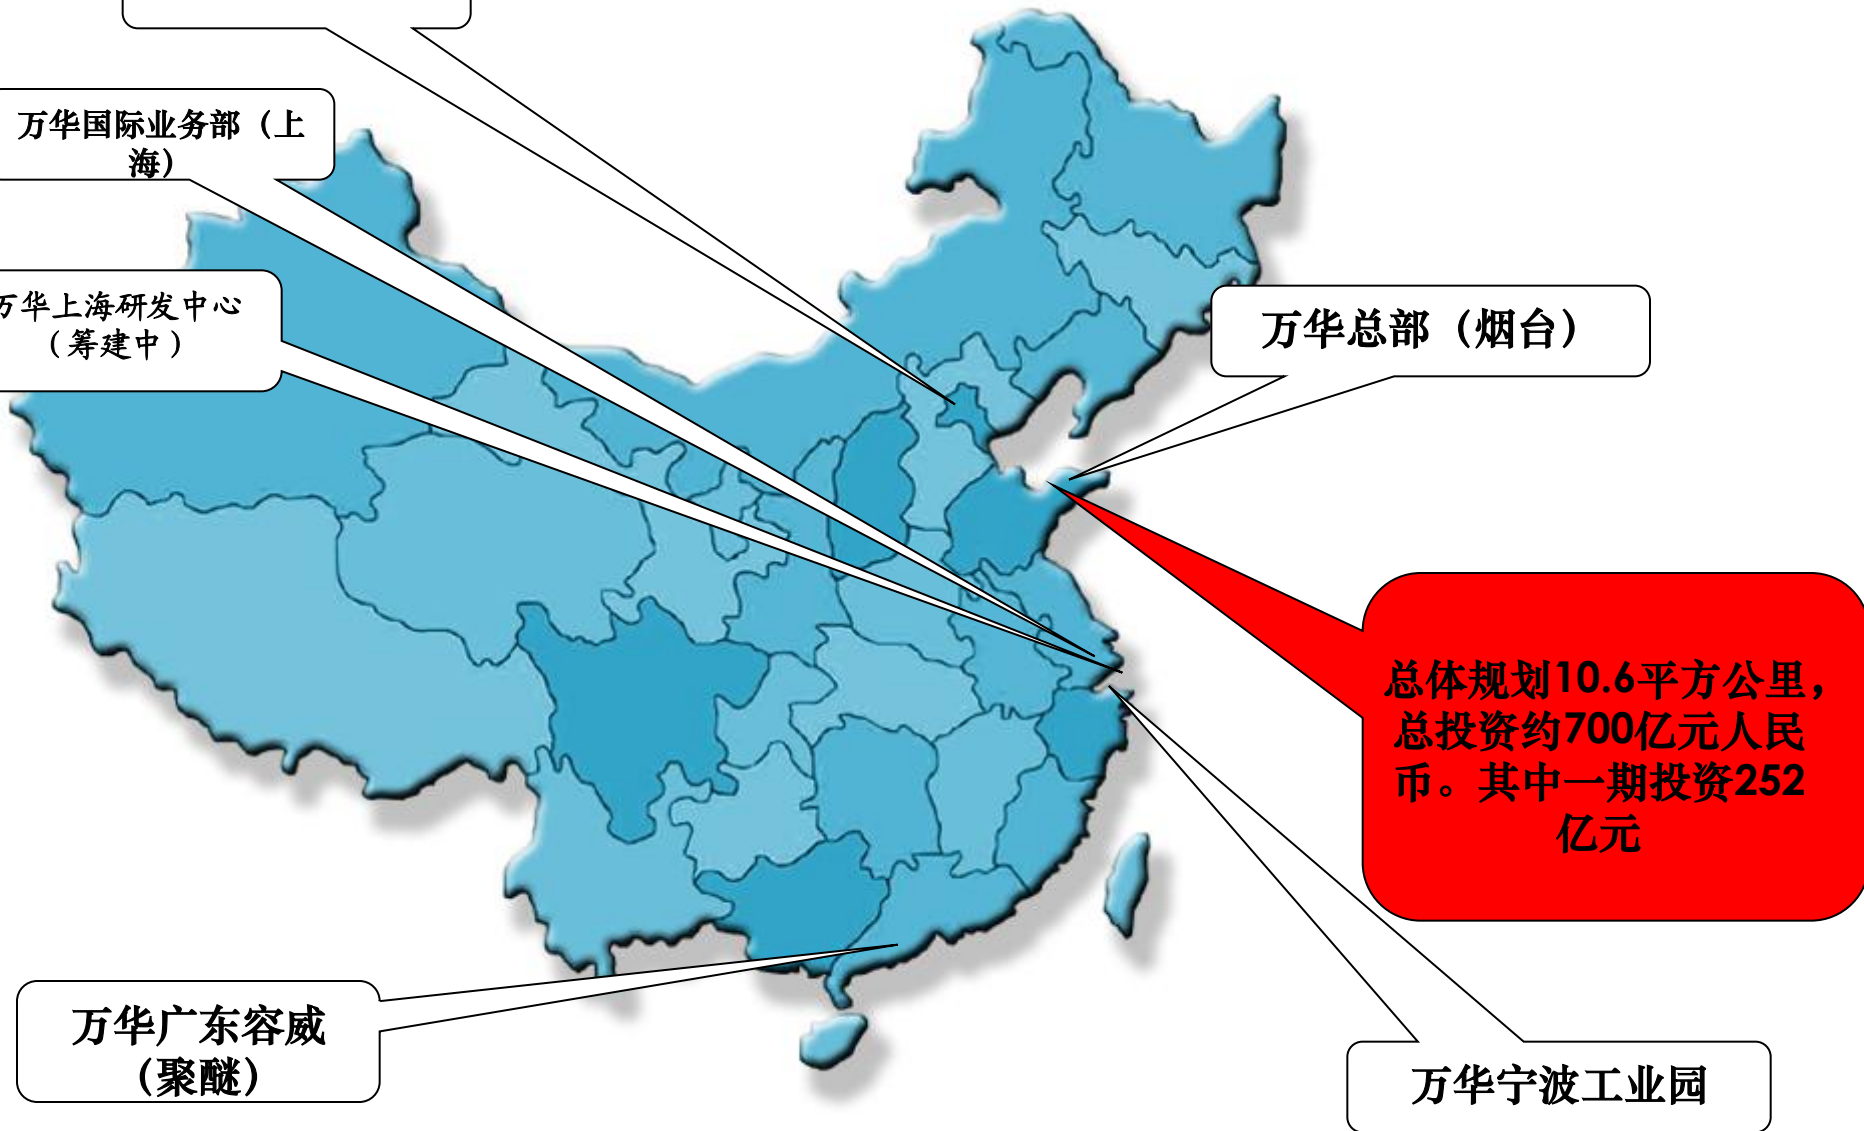 万华国际业务部（上
海）
万华上海研发中心
（筹建中）
万华总部（烟台）
总体规划10.6平方公里，
总投资约700亿元人民
币。其中一期投资252
亿元
万华广东容威
（聚醚）
万华宁波工业园